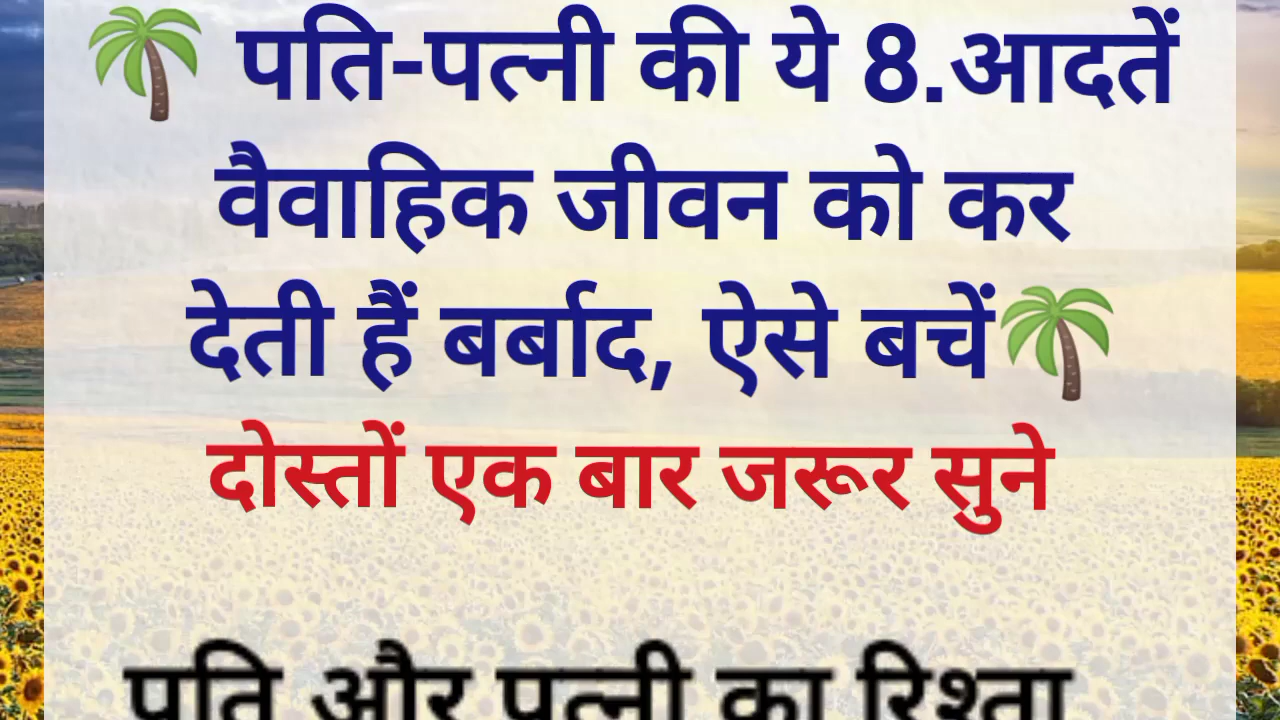 🌴 पति-पत्नी की ये 8.आदतें
वैवाहिक जीवन को कर
देती हैं बर्बाद, ऐसे बचें🌴
दोस्तों एक बार जरूर सुने
पति और पत्नी का रिश्ता